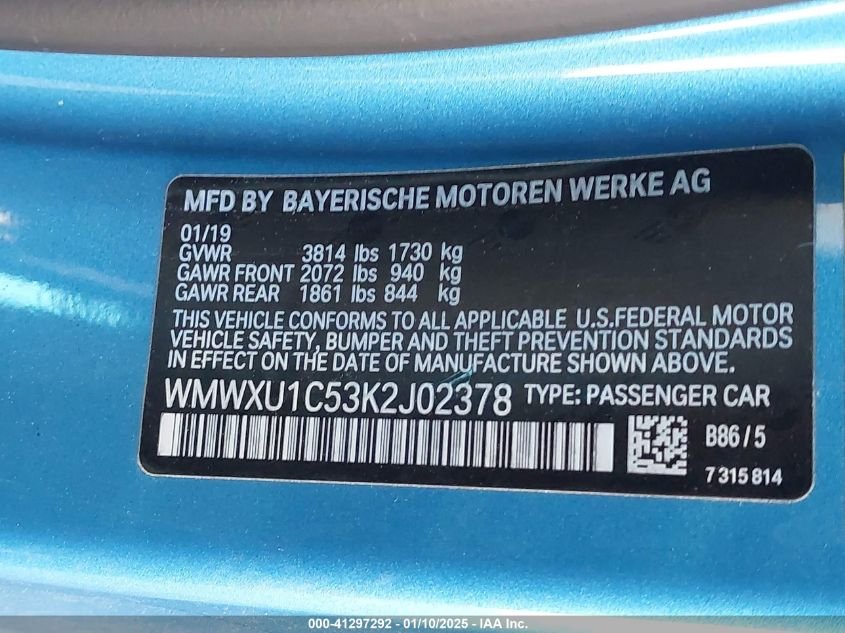 MFD BY BAYERISCHE MOTOREN WERKE AG
01/19
GVWR 3814 lbs 1730 kg
GAWR FRONT 2072 lbs 940 kg
GAWR REAR 1861 lbs 844 kg
THIS VEHICLE CONFORMS TO ALL APPLICABLE U.S.FEDERAL MOTOR
VEHICLE SAFETY, BUMPER AND THEFT PREVENTION STANDARDS
IN EFFECT ON THE DATE OF MANUFACTURE SHOWN ABOVE.
WMWXU1C53K2J02378 TYPE: PASSENGER CAR
B86/5
7315814
000-41297292 - 01/10/2025 - IAA Inc.